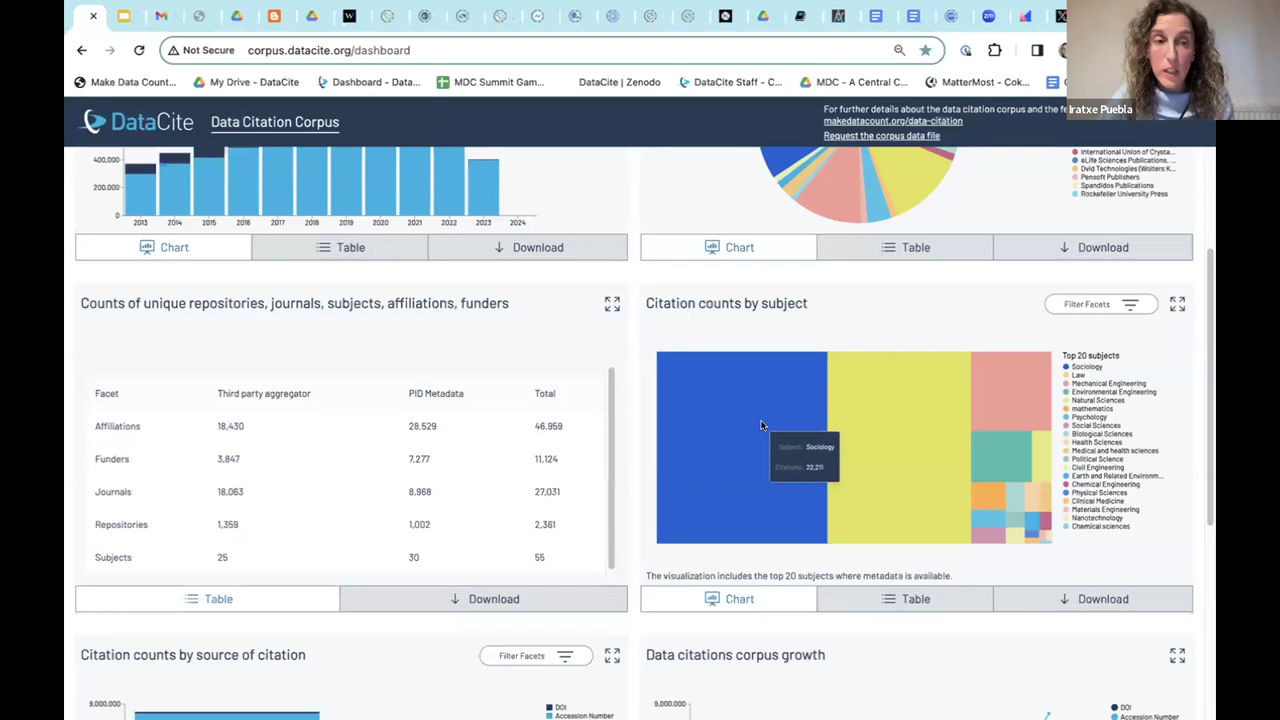 Not Secure corpus.datacite.org/dashboard
Make Data Count... My Drive - DataCite Dashboard - Data... MDC Summit Gam... DataCite | Zenodo DataCite Staff - C... MDC - A Central C... MatterMost - Cok...
Iratxe Puebla
DataCite Data Citation Corpus
For further details about the data citation corpus and the fe
makedatacount.org/data-citation
Request the corpus data file
400,000
200,000
0
2013 2014 2015 2016 2017 2018 2019 2020 2021 2022 2023 2024
International Union of Crysta...
eLife Sciences Publications, ...
Ovid Technologies (Wolters K...
Pensoft Publishers
Spandidos Publications
Rockefeller University Press
Chart Table Download
Chart Table Download
Counts of unique repositories, journals, subjects, affiliations, funders
Facet Third party aggregator PID Metadata Total
Affiliations 18,430 28,529 46,959
Funders 3,847 7,277 11,124
Journals 18,063 8,968 27,031
Repositories 1,359 1,002 2,361
Subjects 25 30 55
Table Download
Citation counts by subject
Filter Facets
Subject: Sociology
Citations: 22,211
Top 20 subjects
Sociology
Law
Mechanical Engineering
Environmental Engineering
Natural Sciences
mathematics
Psychology
Social Sciences
Biological Sciences
Health Sciences
Medical and health sciences
Political Science
Civil Engineering
Earth and Related Environm...
Chemical Engineering
Physical Sciences
Clinical Medicine
Materials Engineering
Nanotechnology
Chemical sciences
The visualization includes the top 20 subjects where metadata is available.
Chart Table Download
Citation counts by source of citation
Filter Facets
9,000,000
DOI
Accession Number
Data citations corpus growth
9,000,000
DOI
Accession Number